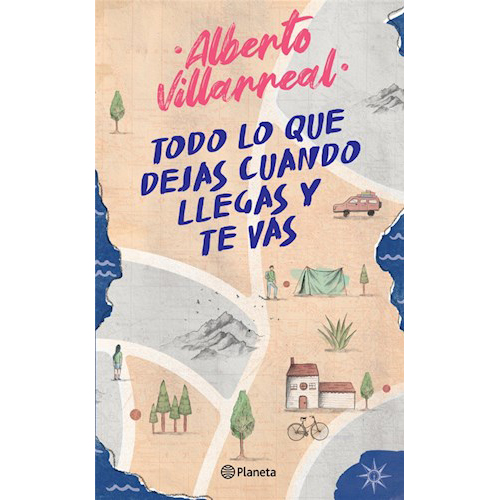 Alberto
Villarreal
TODO LO QUE
DEJAS CUANDO
LLEGAS Y
TE VAS
Planeta